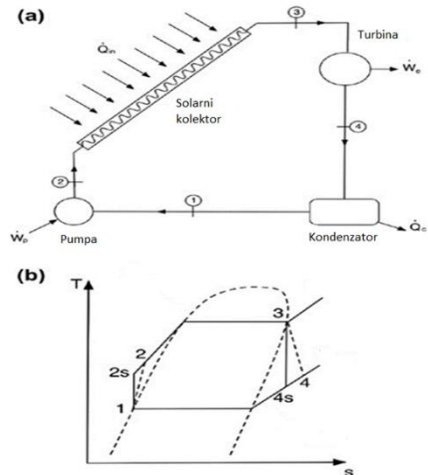 (a)
3
Turbina
Q̇in
Ẇe
Solarni
kolektor
4
2
1
Ẇp
Pumpa
Kondenzator
Q̇c
(b)
T
3
2
2s
1
4s
4
s